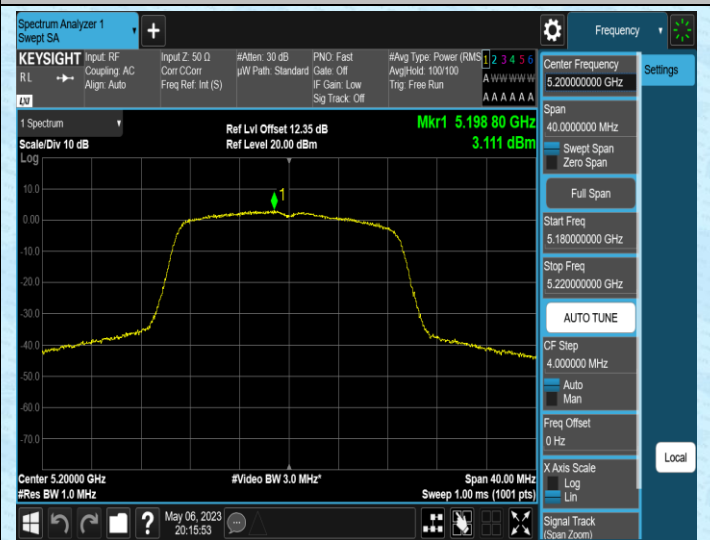 Spectrum Analyzer 1
Swept SA
Frequency
KEYSIGHT
RL
LXI
Input: RF
Coupling: AC
Align: Auto
Input Z: 50 Ω
Corr CCorr
Freq Ref: Int (S)
#Atten: 30 dB
µW Path: Standard
PNO: Fast
Gate: Off
IF Gain: Low
Sig Track: Off
#Avg Type: Power (RMS
Avg|Hold: 100/100
Trig: Free Run
1 2 3 4 5 6
A W W W W W
A A A A A A
1 Spectrum
Scale/Div 10 dB
Log
Ref Lvl Offset 12.35 dB
Ref Level 20.00 dBm
Mkr1 5.198 80 GHz
3.111 dBm
1
10.0
0.00
-10.0
-20.0
-30.0
-40.0
-50.0
-60.0
-70.0
Center 5.20000 GHz
#Res BW 1.0 MHz
#Video BW 3.0 MHz*
Span 40.00 MHz
Sweep 1.00 ms (1001 pts)
?
May 06, 2023
20:15:53
Center Frequency
5.200000000 GHz
Span
40.0000000 MHz
Swept Span
Zero Span
Full Span
Start Freq
5.180000000 GHz
Stop Freq
5.220000000 GHz
AUTO TUNE
CF Step
4.000000 MHz
Auto
Man
Freq Offset
0 Hz
X Axis Scale
Log
Lin
Signal Track
(Span Zoom)
Settings
Local